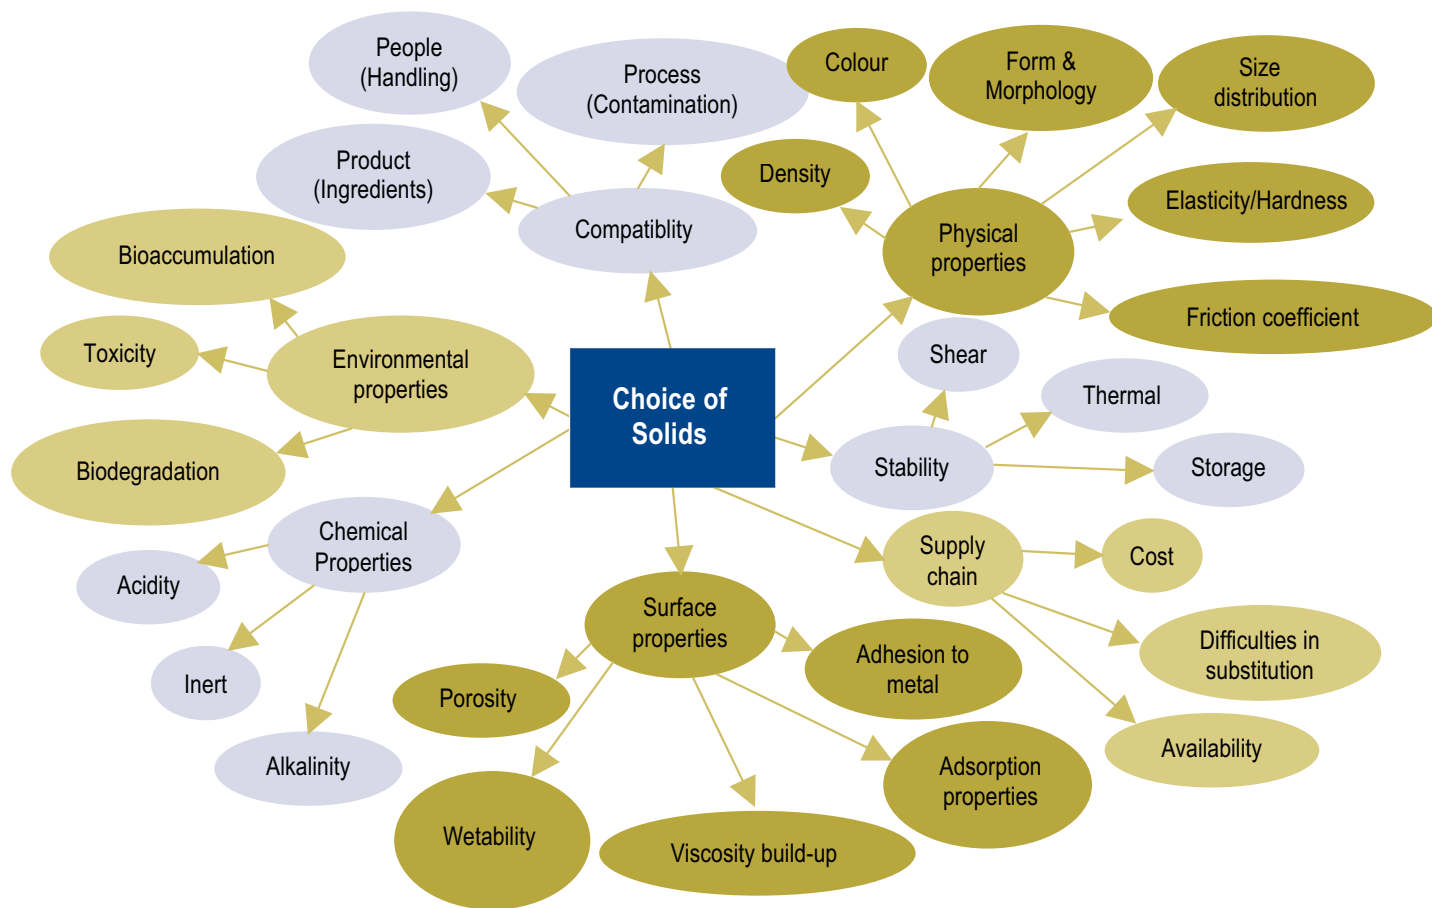 People
(Handling)
Process
(Contamination)
Colour
Form &
Morphology
Size
distribution
Product
(Ingredients)
Density
Elasticity/Hardness
Compatiblity
Physical
properties
Bioaccumulation
Friction coefficient
Toxicity
Environmental
properties
Shear
Thermal
Choice of
Solids
Biodegradation
Stability
Storage
Chemical
Properties
Supply
chain
Cost
Acidity
Surface
properties
Difficulties in
substitution
Inert
Porosity
Adhesion to
metal
Availability
Alkalinity
Adsorption
properties
Wetability
Viscosity build-up